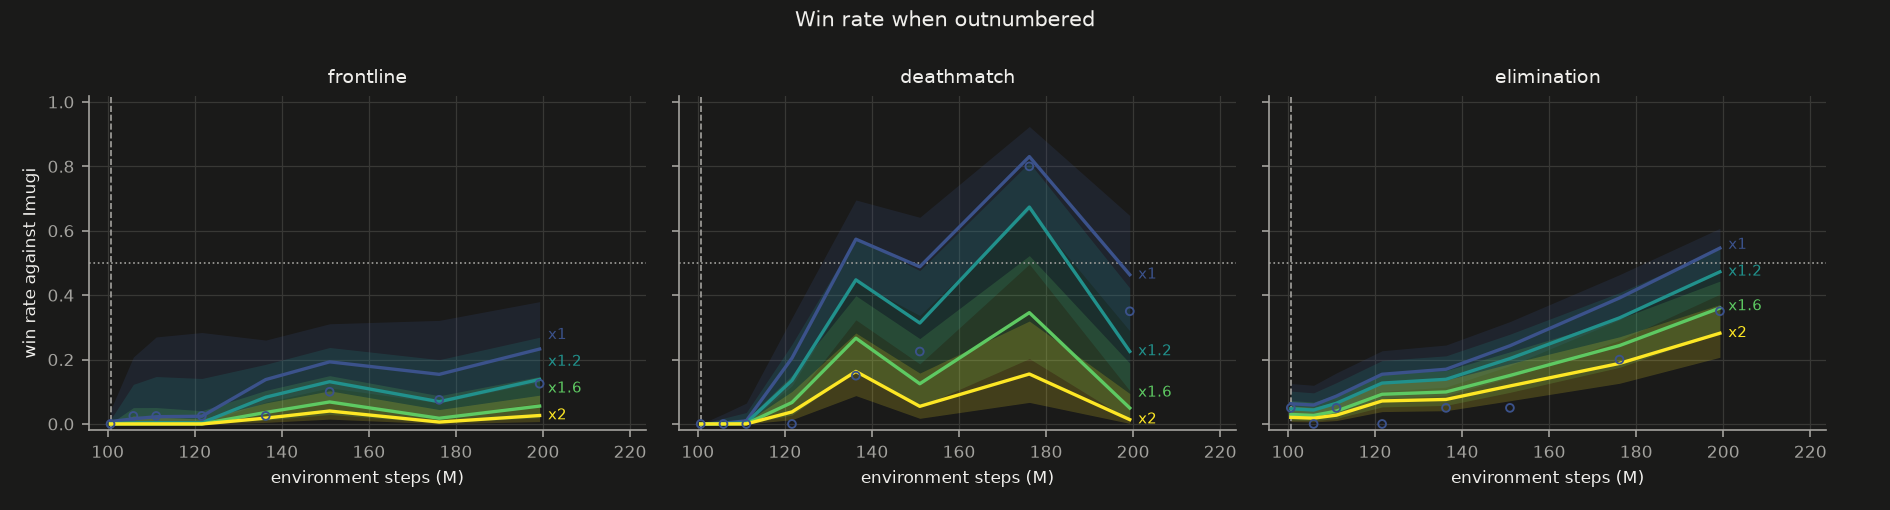 Win rate when outnumbered
frontline
deathmatch
elimination
win rate against Imugi
1.0
0.8
0.6
0.4
0.2
0.0
x1
x1.2
x1.6
x2
x1
x1.2
x1.6
x2
x1
x1.2
x1.6
x2
100 120 140 160 180 200 220
100 120 140 160 180 200 220
100 120 140 160 180 200 220
environment steps (M)
environment steps (M)
environment steps (M)